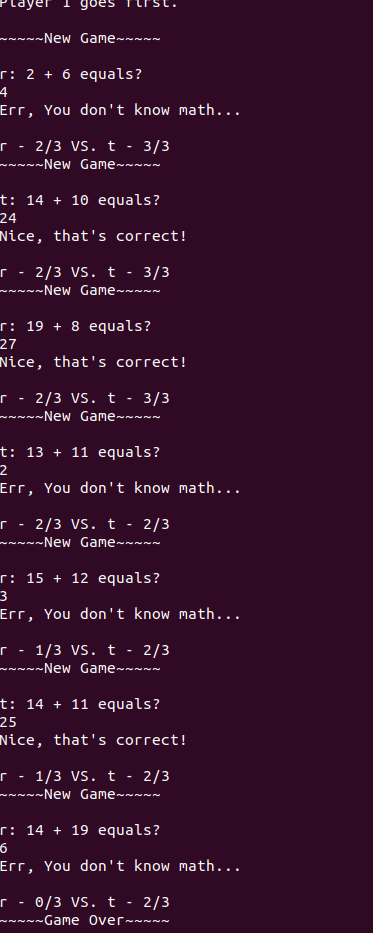 Player 1 goes first.
~~~~~New Game~~~~~
r: 2 + 6 equals?
4
Err, You don't know math...
r - 2/3 VS. t - 3/3
~~~~~New Game~~~~~
t: 14 + 10 equals?
24
Nice, that's correct!
r - 2/3 VS. t - 3/3
~~~~~New Game~~~~~
r: 19 + 8 equals?
27
Nice, that's correct!
r - 2/3 VS. t - 3/3
~~~~~New Game~~~~~
t: 13 + 11 equals?
2
Err, You don't know math...
r - 2/3 VS. t - 2/3
~~~~~New Game~~~~~
r: 15 + 12 equals?
3
Err, You don't know math...
r - 1/3 VS. t - 2/3
~~~~~New Game~~~~~
t: 14 + 11 equals?
25
Nice, that's correct!
r - 1/3 VS. t - 2/3
~~~~~New Game~~~~~
r: 14 + 19 equals?
6
Err, You don't know math...
r - 0/3 VS. t - 2/3
~~~~~Game Over~~~~~